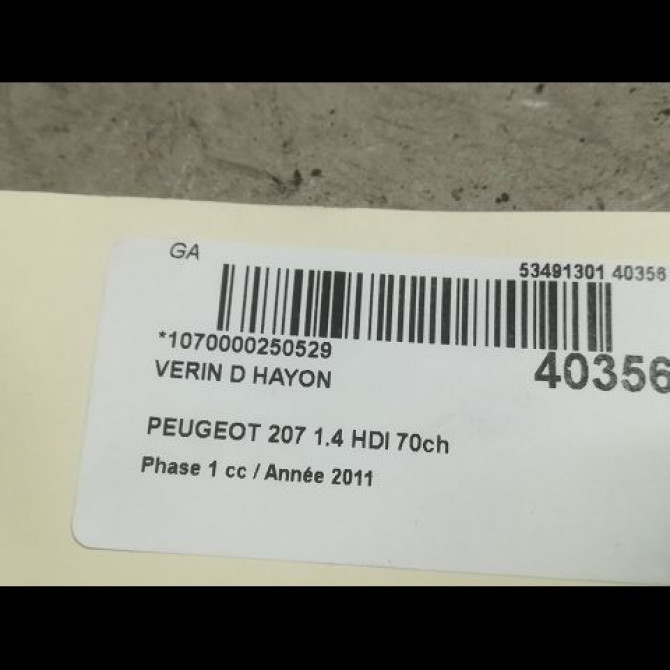 GA
53491301 40356
*1070000250529
40356
VERIN D HAYON
PEUGEOT 207 1.4 HDI 70ch
Phase 1 cc / Année 2011